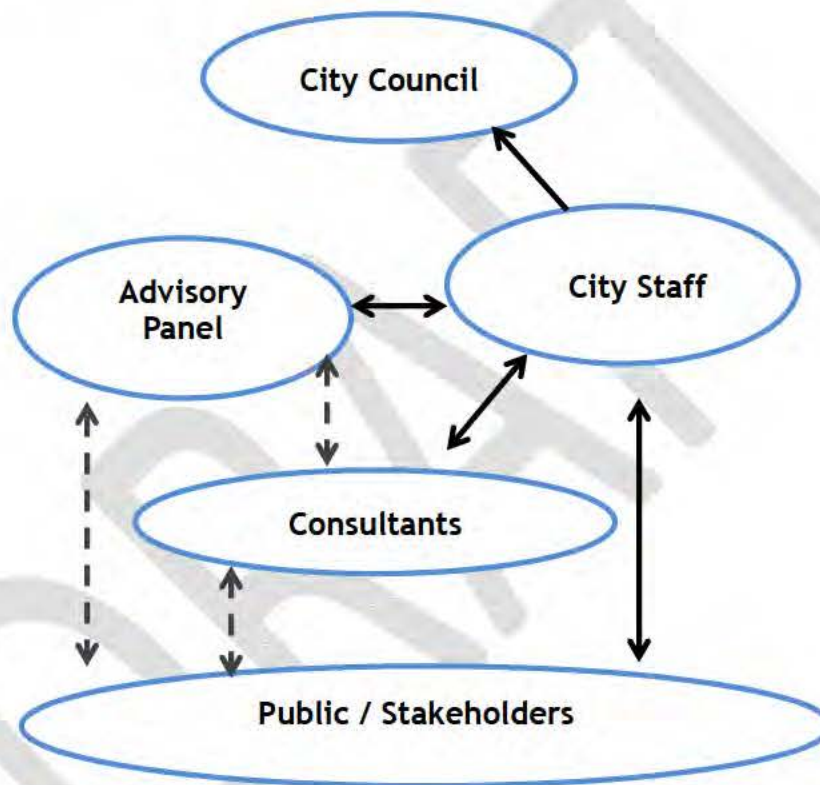 City Council
City Staff
Advisory
Panel
Consultants
Public / Stakeholders